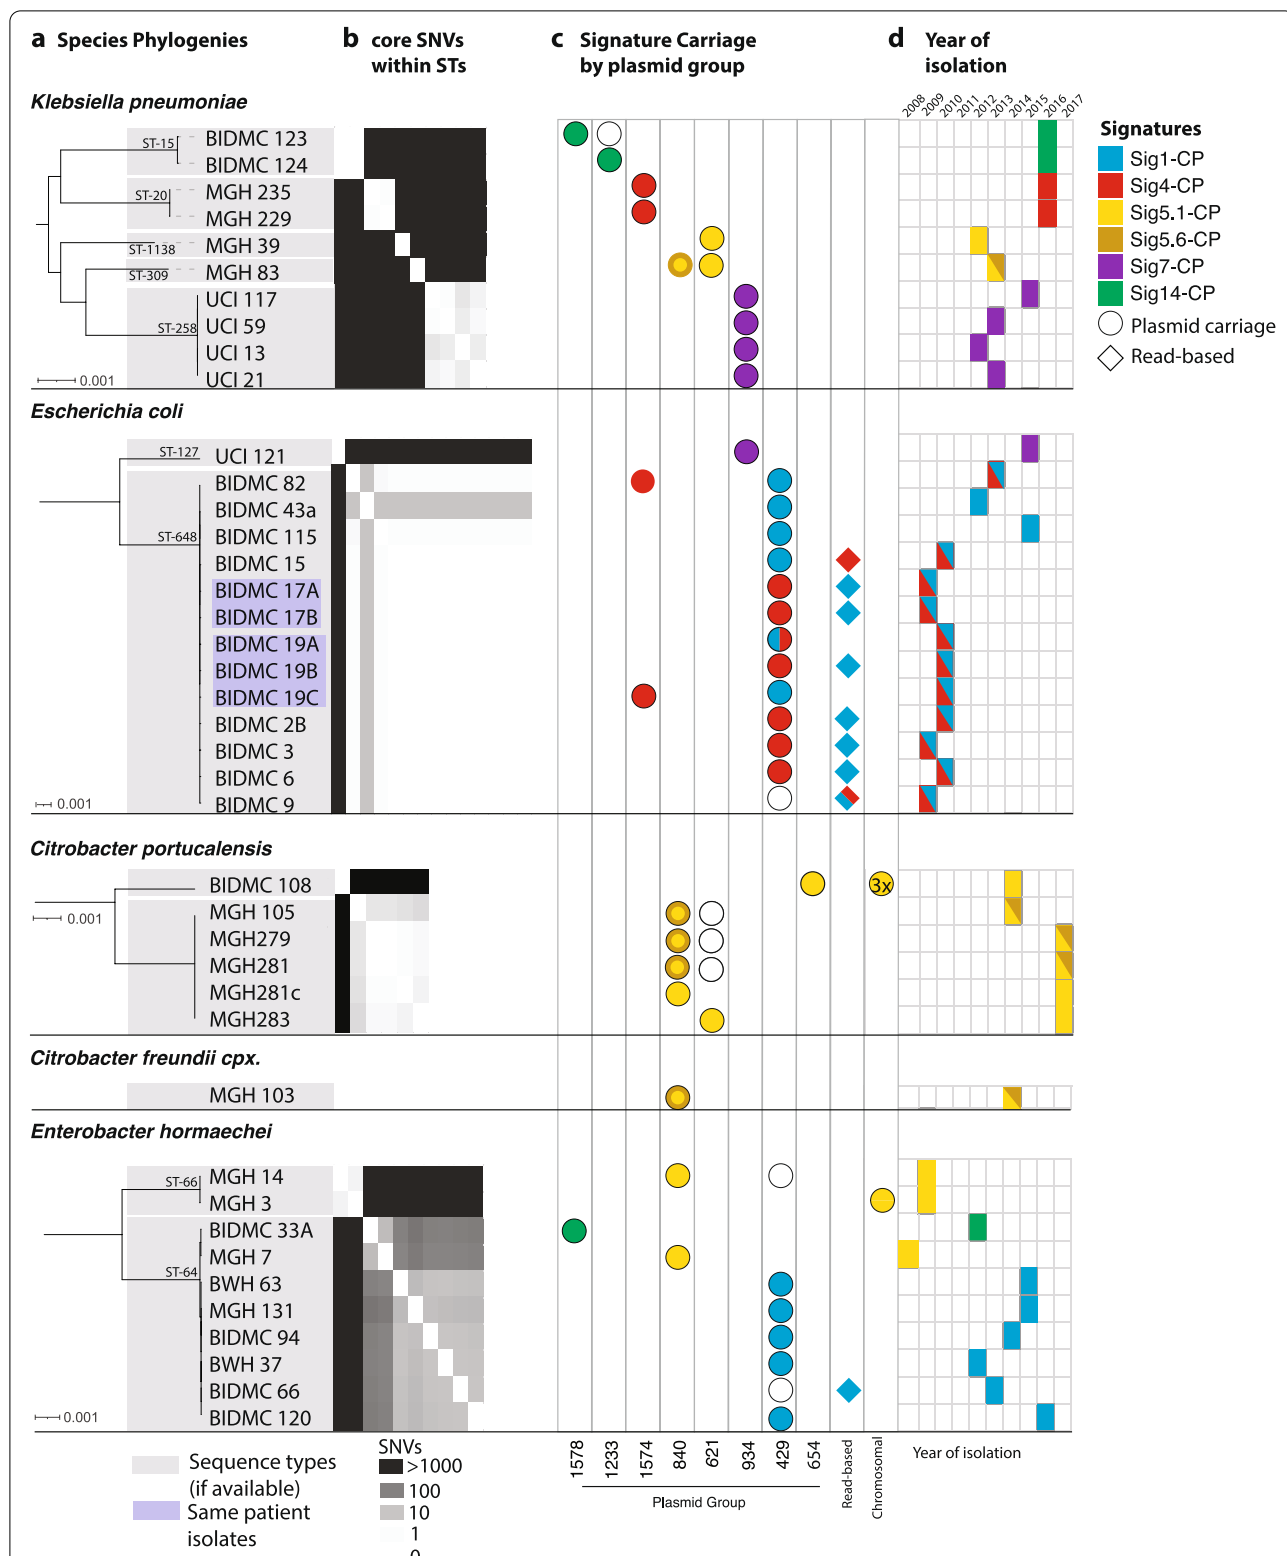 a Species Phylogenies
b core SNVs within STs
c Signature Carriage by plasmid group
d Year of isolation
2008 2009 2010 2011 2012 2013 2014 2015 2016 2017
Signatures
Sig1-CP
Sig4-CP
Sig5.1-CP
Sig5.6-CP
Sig7-CP
Sig14-CP
Plasmid carriage
Read-based
Klebsiella pneumoniae
ST-15
BIDMC 123
BIDMC 124
ST-20
MGH 235
MGH 229
ST-1138
MGH 39
ST-309
MGH 83
UCI 117
ST-258
UCI 59
UCI 13
UCI 21
0.001
Escherichia coli
ST-127
UCI 121
BIDMC 82
BIDMC 43a
ST-648
BIDMC 115
BIDMC 15
BIDMC 17A
BIDMC 17B
BIDMC 19A
BIDMC 19B
BIDMC 19C
BIDMC 2B
BIDMC 3
BIDMC 6
BIDMC 9
0.001
Citrobacter portucalensis
BIDMC 108
3x
0.001
MGH 105
MGH279
MGH281
MGH281c
MGH283
Citrobacter freundii cpx.
MGH 103
Enterobacter hormaechei
ST-66
MGH 14
MGH 3
BIDMC 33A
MGH 7
ST-64
BWH 63
MGH 131
BIDMC 94
BWH 37
BIDMC 66
BIDMC 120
0.001
Sequence types (if available)
Same patient isolates
SNVs
>1000
100
10
1
0
1578 1233 1574 840 621 934 429 654 Read-based Chromosomal
Plasmid Group
Year of isolation